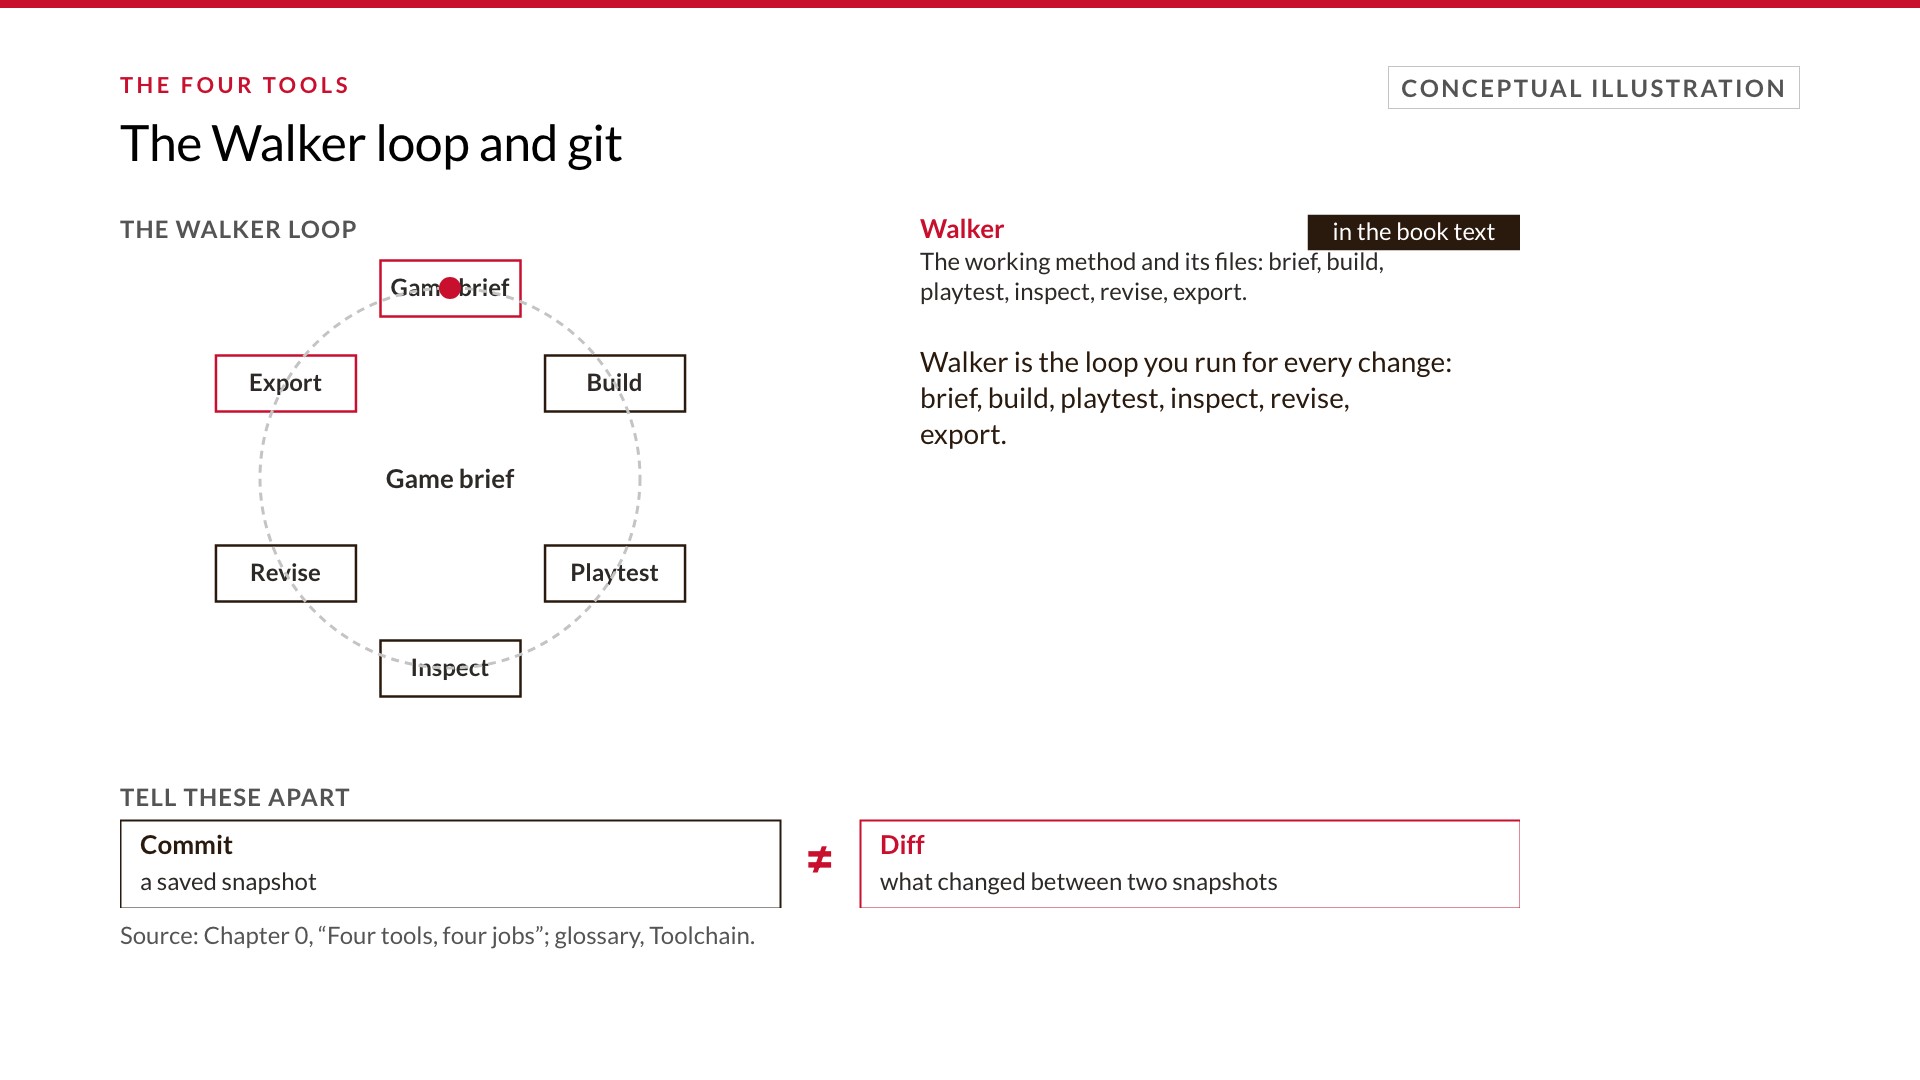 THE FOUR TOOLS
CONCEPTUAL ILLUSTRATION
The Walker loop and git
THE WALKER LOOP
Game brief
Export
Build
Game brief
Revise
Playtest
Inspect
Walker
in the book text
The working method and its files: brief, build,
playtest, inspect, revise, export.
Walker is the loop you run for every change:
brief, build, playtest, inspect, revise,
export.
TELL THESE APART
Commit
a saved snapshot
≠
Diff
what changed between two snapshots
Source: Chapter 0, “Four tools, four jobs”; glossary, Toolchain.